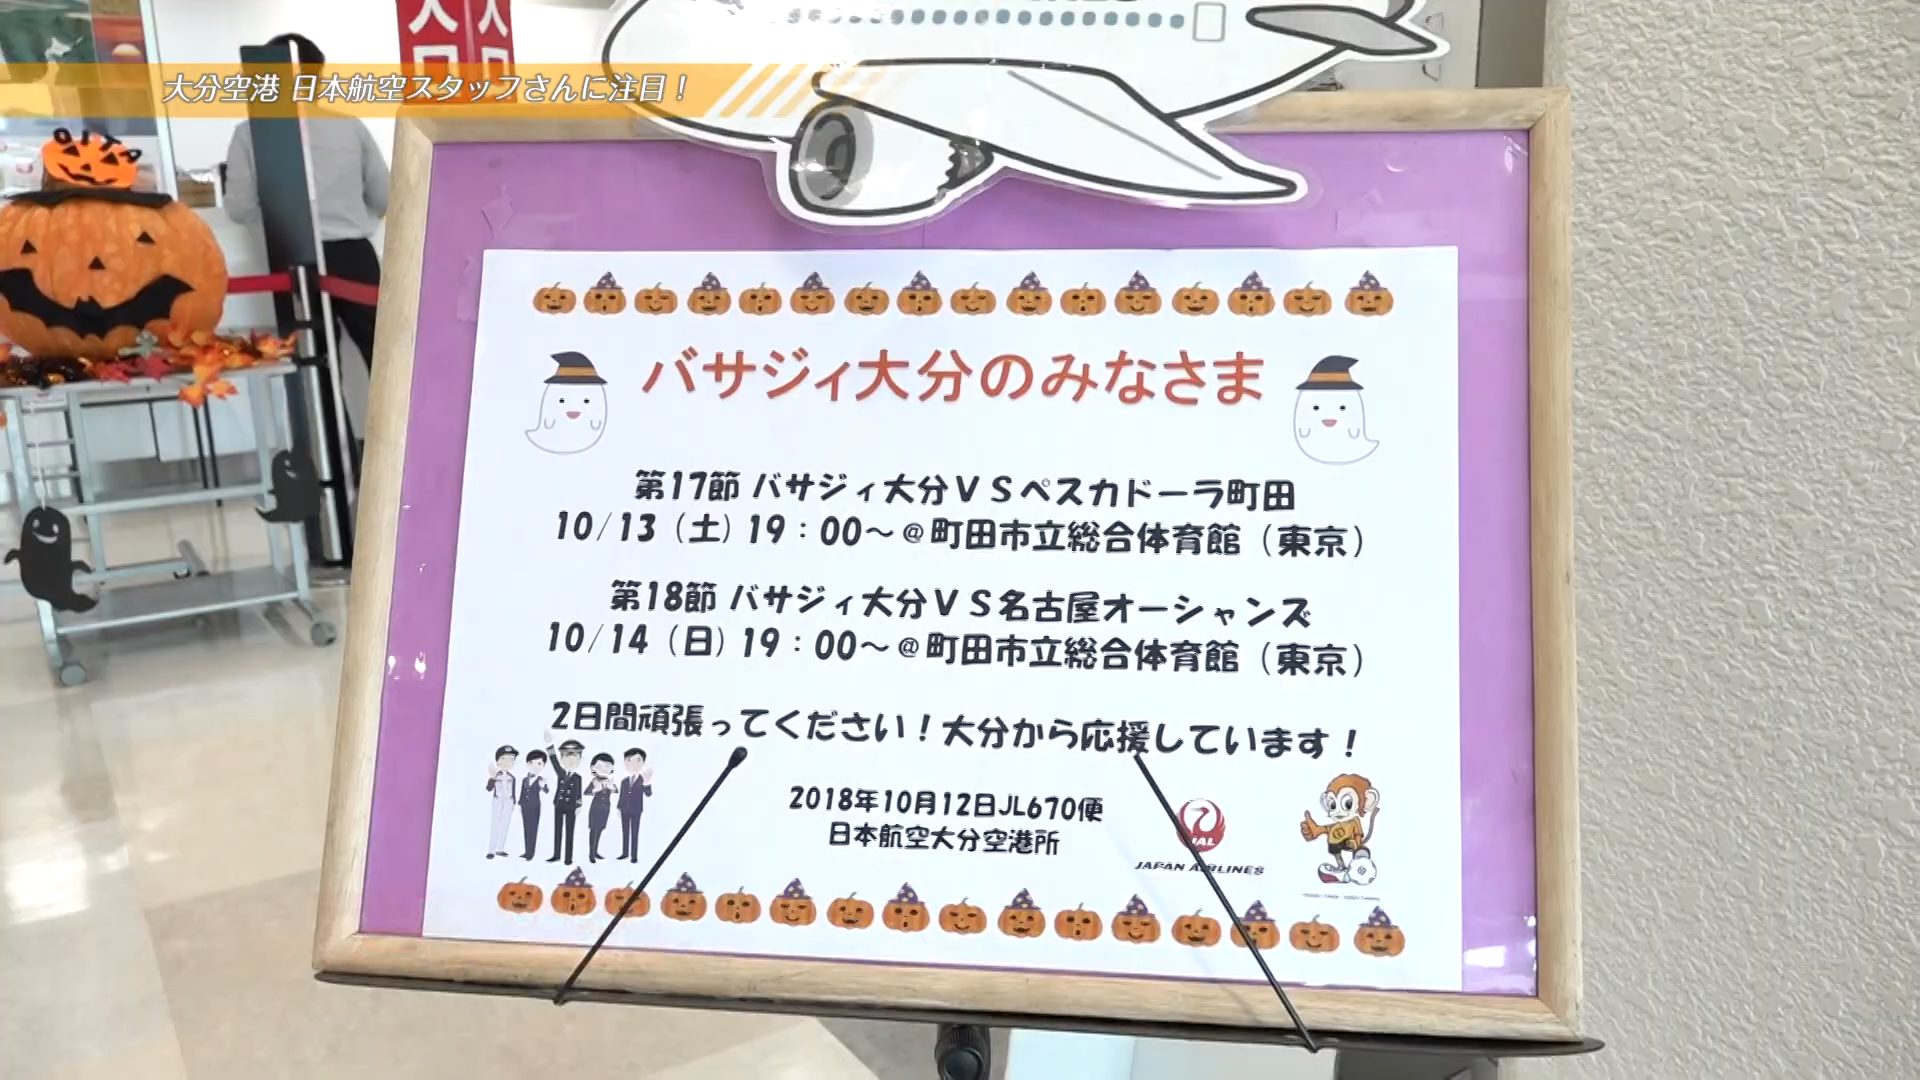 入口
入口
大分空港 日本航空スタッフさんに注目！
バサジィ大分のみなさま
第17節 バサジィ大分ＶＳペスカドーラ町田
10/13（土）19：00～＠町田市立総合体育館（東京）
第18節 バサジィ大分ＶＳ名古屋オーシャンズ
10/14（日）19：00～＠町田市立総合体育館（東京）
2日間頑張ってください！大分から応援しています！
2018年10月12日JL670便
日本航空大分空港所
JAL
JAPAN AIRLINES